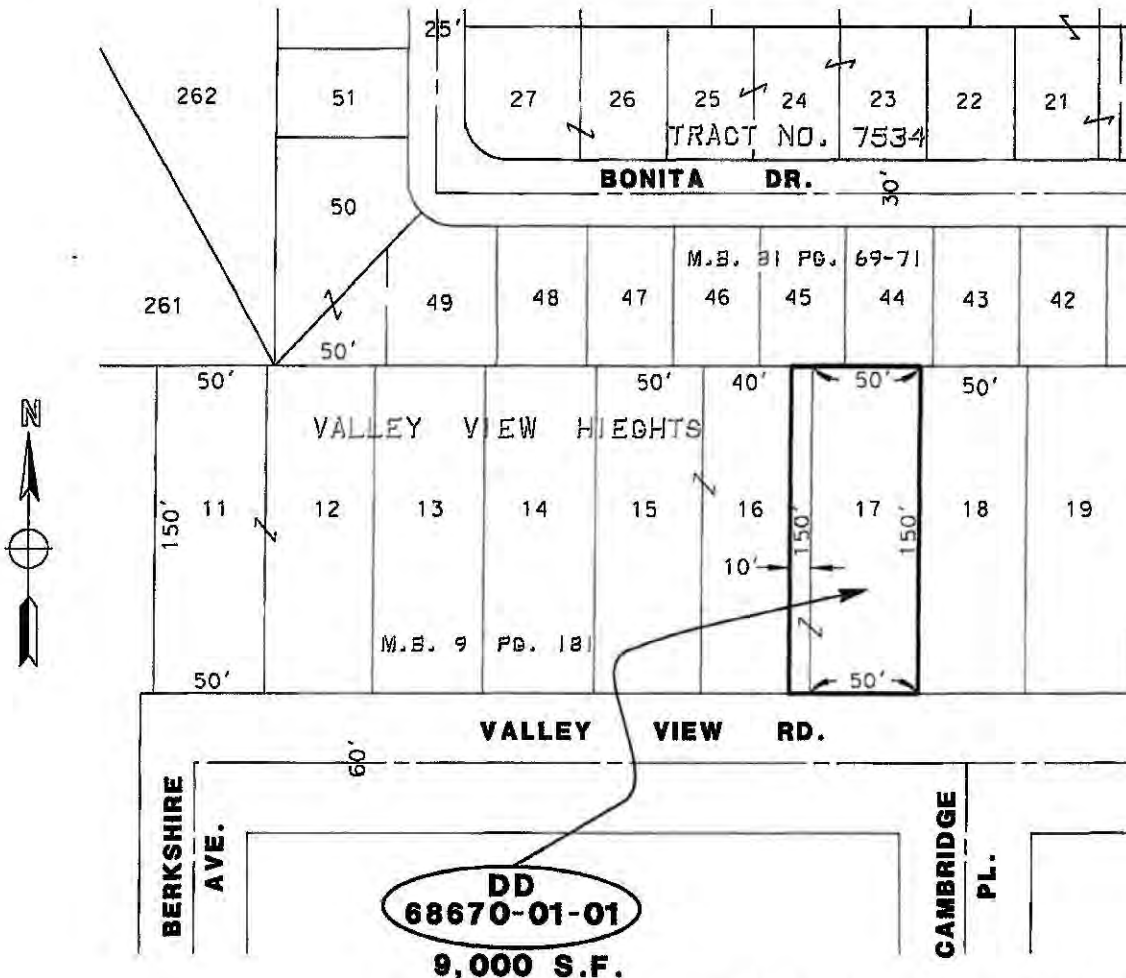 25'
262 51 27 26 25 24 23 22 21
TRACT NO. 7534
BONITA DR. 30'
50
M.B. 31 PG. 69-71
261 49 48 47 46 45 44 43 42
50'
50' 50' 40' 50' 50'
N
VALLEY VIEW HIEGHTS
150' 11 12 13 14 15 16 150' 17 150' 18 19
10'
M.B. 9 PG. 181
50' 50'
VALLEY VIEW RD.
60'
BERKSHIRE
AVE.
CAMBRIDGE
PL.
DD
68670-01-01
9,000 S.F.